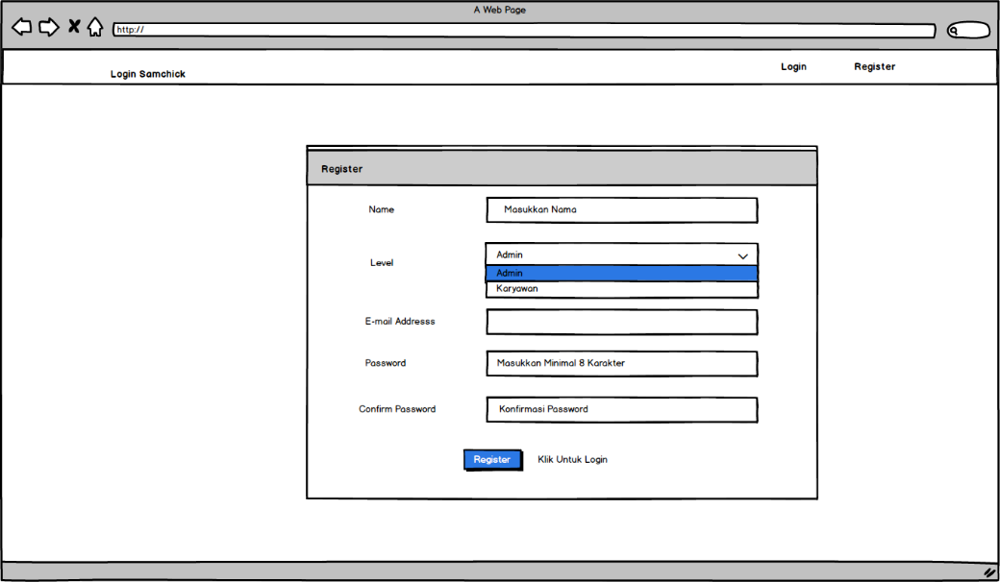 A Web Page
http://
Login Samchick
Login
Register
Register
Name
Masukkan Nama
Level
Admin
Admin
Karyawan
E-mail Addresss
Password
Masukkan Minimal 8 Karakter
Confirm Password
Konfirmasi Password
Register
Klik Untuk Login